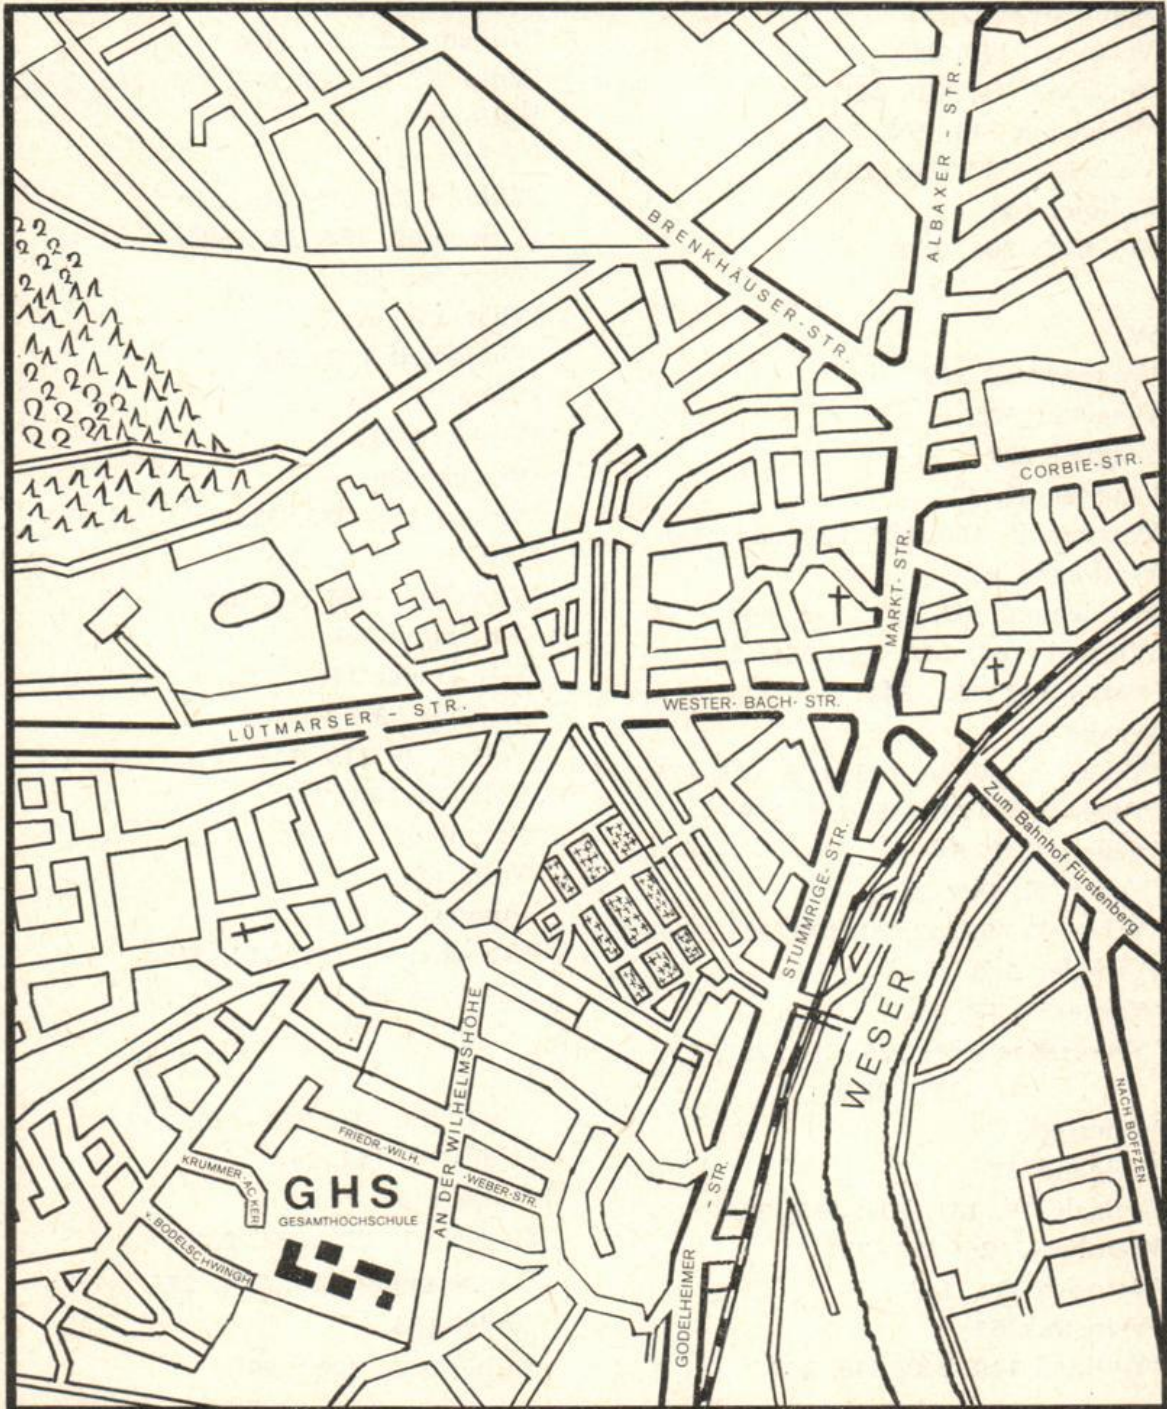 ALBAXER - STR.
BRENKHÄUSER-STR.
CORBIE-STR.
MARKT-STR.
LÜTMARSER - STR.
WESTER-BACH-STR.
Zum Bahnhof Fürstenberg
STUMMRIGE-STR.
WESER
AN DER WILHELMSHÖHE
NACH BOFFZEN
FRIEDR.-WILH.
-WEBER-STR.
KRUMMER-ACKER
GHS
GESAMTHOCHSCHULE
v. BODELSCHWINGH
GODELHEIMER
- STR.